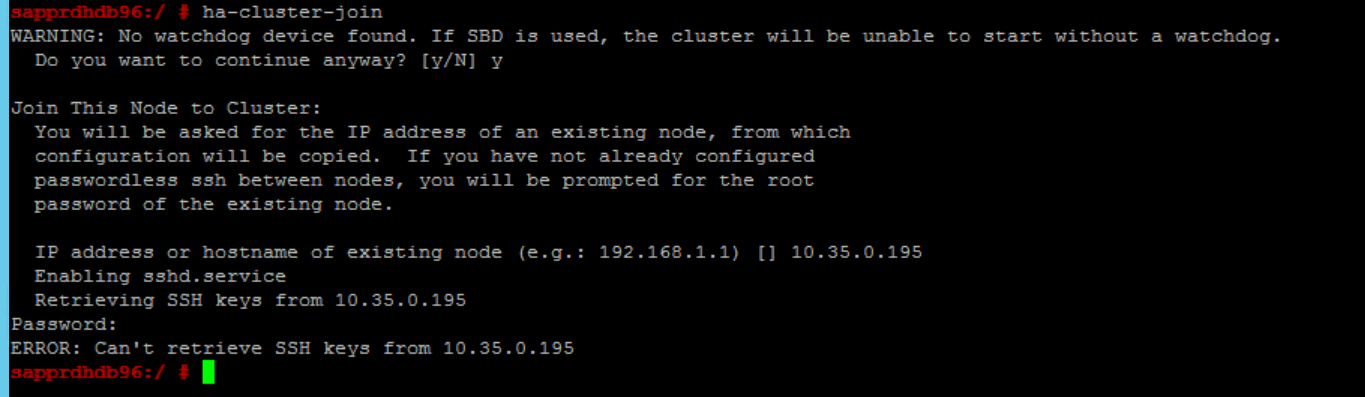 sapprdhdb96:/ # ha-cluster-join
WARNING: No watchdog device found. If SBD is used, the cluster will be unable to start without a watchdog.
Do you want to continue anyway? [y/N] y
Join This Node to Cluster:
You will be asked for the IP address of an existing node, from which
configuration will be copied.  If you have not already configured
passwordless ssh between nodes, you will be prompted for the root
password of the existing node.
IP address or hostname of existing node (e.g.: 192.168.1.1) [] 10.35.0.195
Enabling sshd.service
Retrieving SSH keys from 10.35.0.195
Password:
ERROR: Can't retrieve SSH keys from 10.35.0.195
sapprdhdb96:/ #